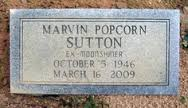 MARVIN POPCORN
SUTTON
EX-MOONSHINER
OCTOBER 5 1946
MARCH 16 2009